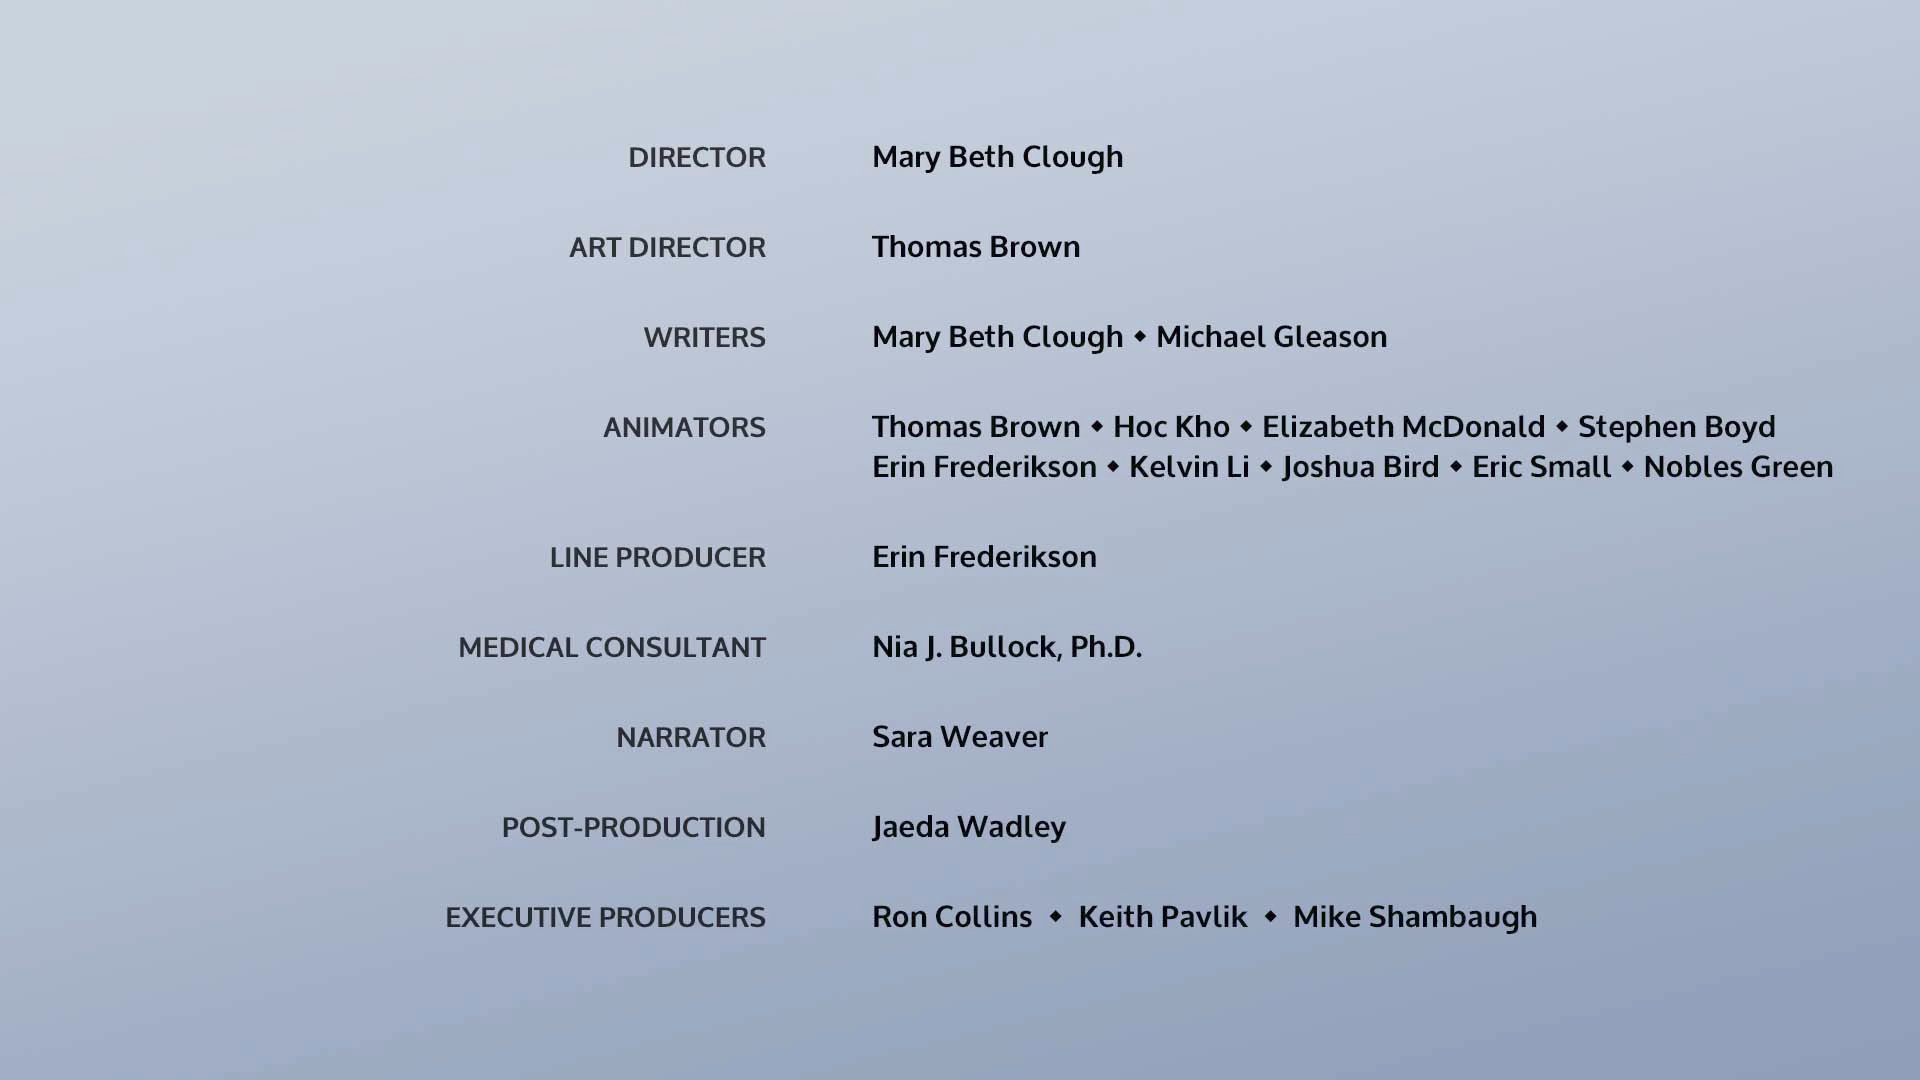 DIRECTOR Mary Beth Clough
ART DIRECTOR Thomas Brown
WRITERS Mary Beth Clough ◆ Michael Gleason
ANIMATORS Thomas Brown ◆ Hoc Kho ◆ Elizabeth McDonald ◆ Stephen Boyd
Erin Frederikson ◆ Kelvin Li ◆ Joshua Bird ◆ Eric Small ◆ Nobles Green
LINE PRODUCER Erin Frederikson
MEDICAL CONSULTANT Nia J. Bullock, Ph.D.
NARRATOR Sara Weaver
POST-PRODUCTION Jaeda Wadley
EXECUTIVE PRODUCERS Ron Collins ◆ Keith Pavlik ◆ Mike Shambaugh